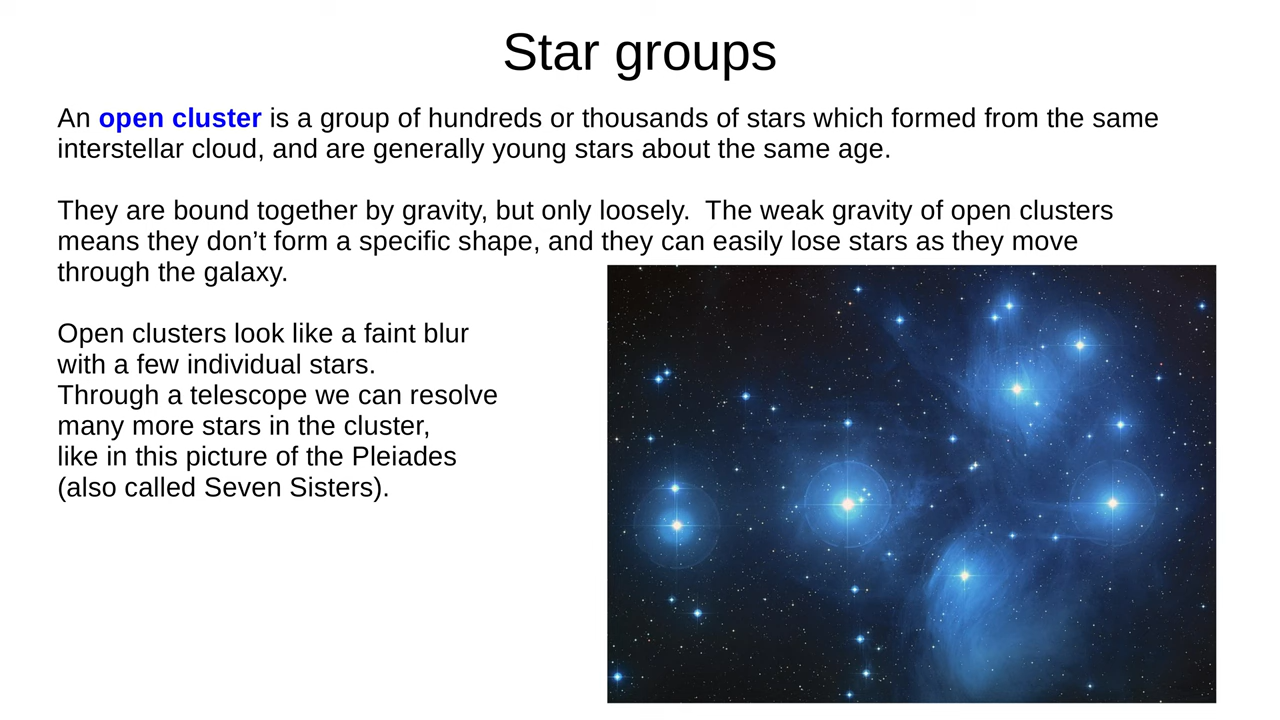 Star groups
An open cluster is a group of hundreds or thousands of stars which formed from the same
interstellar cloud, and are generally young stars about the same age.
They are bound together by gravity, but only loosely.  The weak gravity of open clusters
means they don’t form a specific shape, and they can easily lose stars as they move
through the galaxy.
Open clusters look like a faint blur
with a few individual stars.
Through a telescope we can resolve
many more stars in the cluster,
like in this picture of the Pleiades
(also called Seven Sisters).